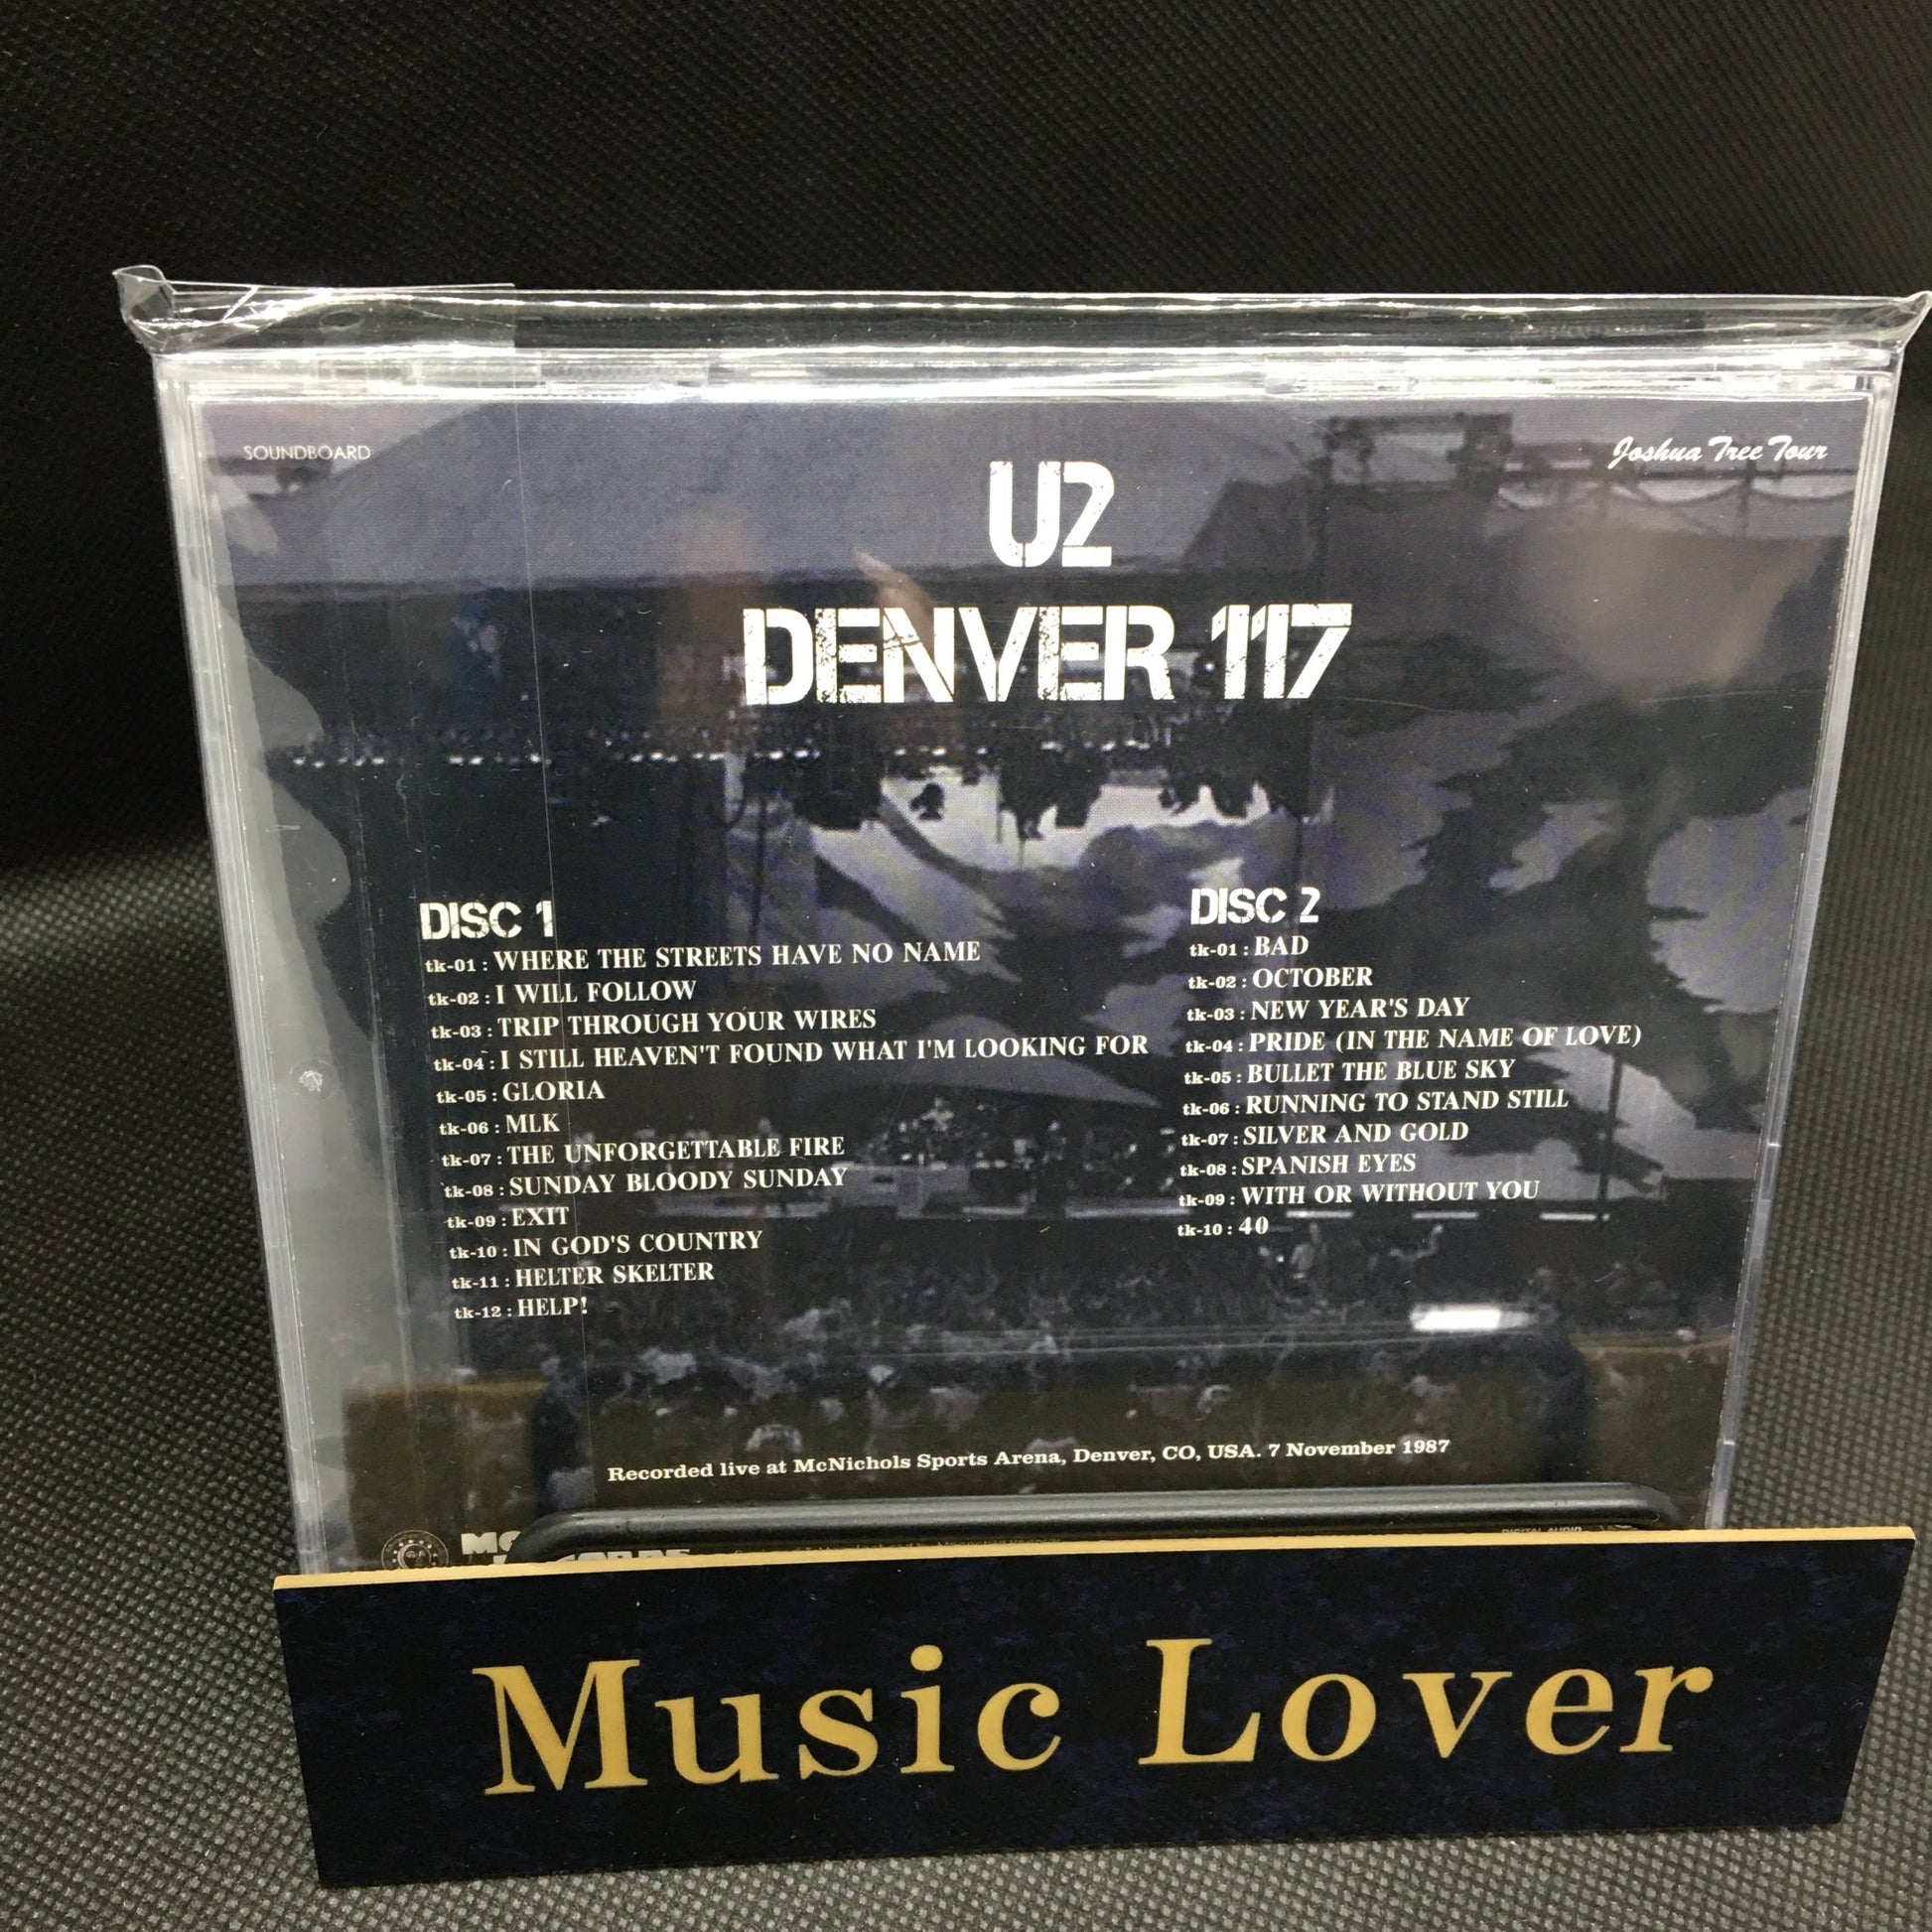 SOUNDBOARD
Joshua Tree Tour
U2
DENVER 117
DISC 1
tk-01 : WHERE THE STREETS HAVE NO NAME
tk-02 : I WILL FOLLOW
tk-03 : TRIP THROUGH YOUR WIRES
tk-04 : I STILL HEAVEN'T FOUND WHAT I'M LOOKING FOR
tk-05 : GLORIA
tk-06 : MLK
tk-07 : THE UNFORGETTABLE FIRE
tk-08 : SUNDAY BLOODY SUNDAY
tk-09 : EXIT
tk-10 : IN GOD'S COUNTRY
tk-11 : HELTER SKELTER
tk-12 : HELP!
DISC 2
tk-01 : BAD
tk-02 : OCTOBER
tk-03 : NEW YEAR'S DAY
tk-04 : PRIDE (IN THE NAME OF LOVE)
tk-05 : BULLET THE BLUE SKY
tk-06 : RUNNING TO STAND STILL
tk-07 : SILVER AND GOLD
tk-08 : SPANISH EYES
tk-09 : WITH OR WITHOUT YOU
tk-10 : 40
Recorded live at McNichols Sports Arena, Denver, CO, USA. 7 November 1987
DIGITAL AUDIO
Music Lover